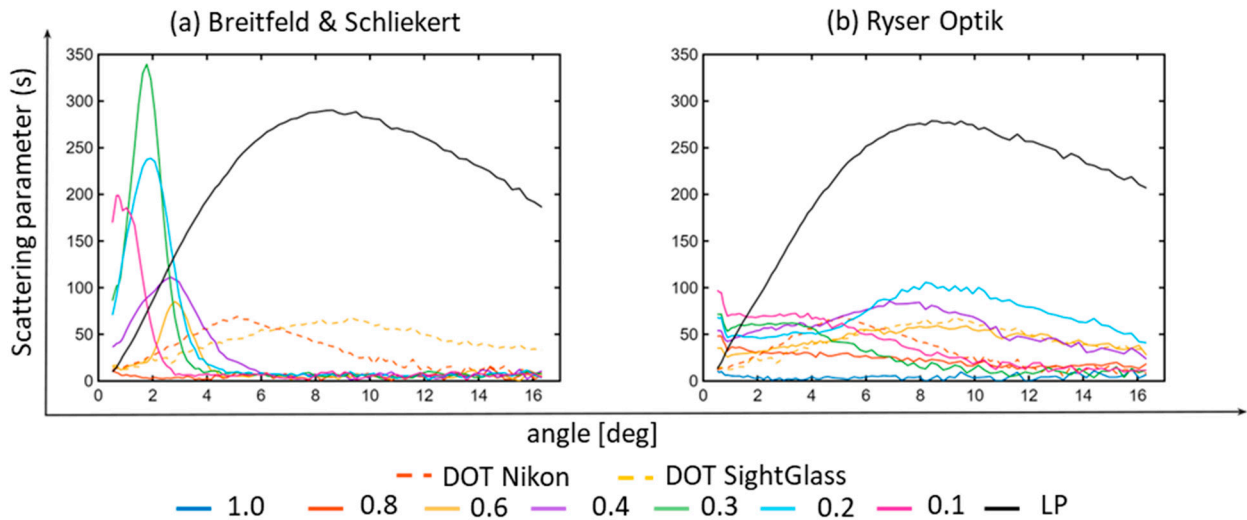 (a) Breitfeld & Schliekert
(b) Ryser Optik
Scattering parameter (s)
350
300
250
200
150
100
50
0
0 2 4 6 8 10 12 14 16
350
300
250
200
150
100
50
0
0 2 4 6 8 10 12 14 16
angle [deg]
DOT Nikon DOT SightGlass
1.0 0.8 0.6 0.4 0.3 0.2 0.1 LP